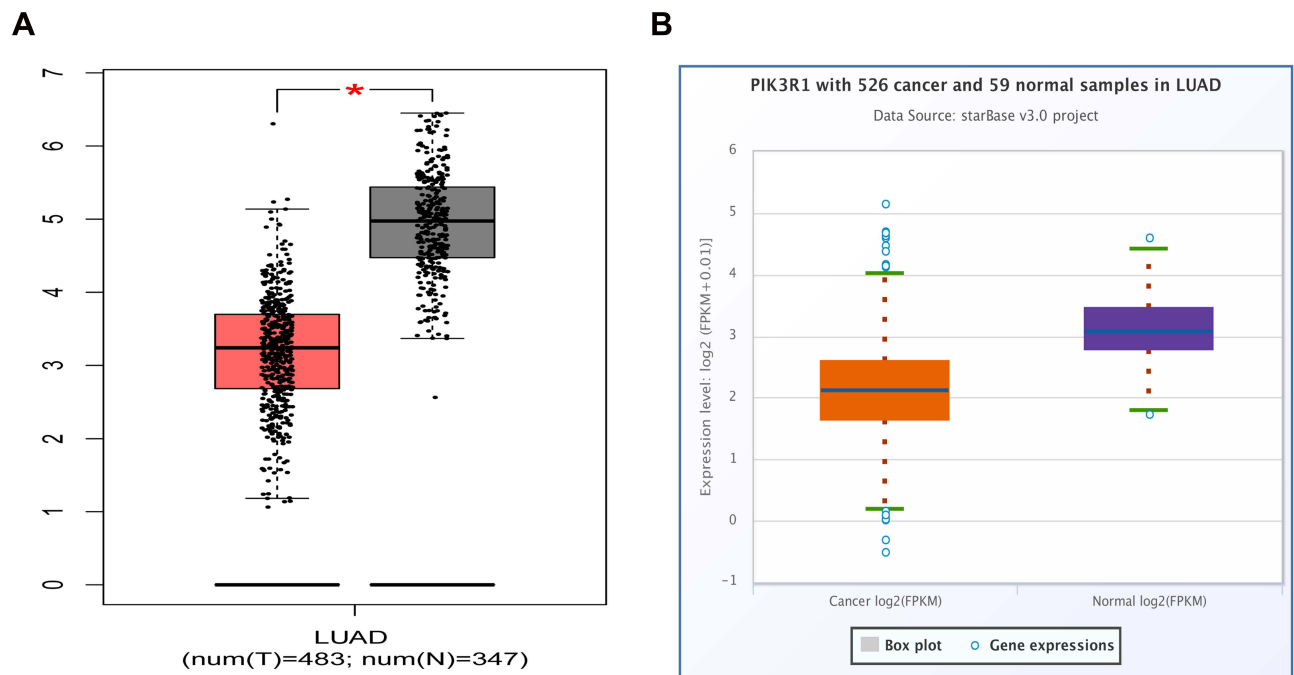 A
7
6
5
4
3
2
1
0
*
LUAD
(num(T)=483; num(N)=347)
B
PIK3R1 with 526 cancer and 59 normal samples in LUAD
Data Source: starBase v3.0 project
Expression level: log2 (FPKM+0.01)]
6
5
4
3
2
1
0
−1
Cancer log2(FPKM)
Normal log2(FPKM)
Box plot
Gene expressions